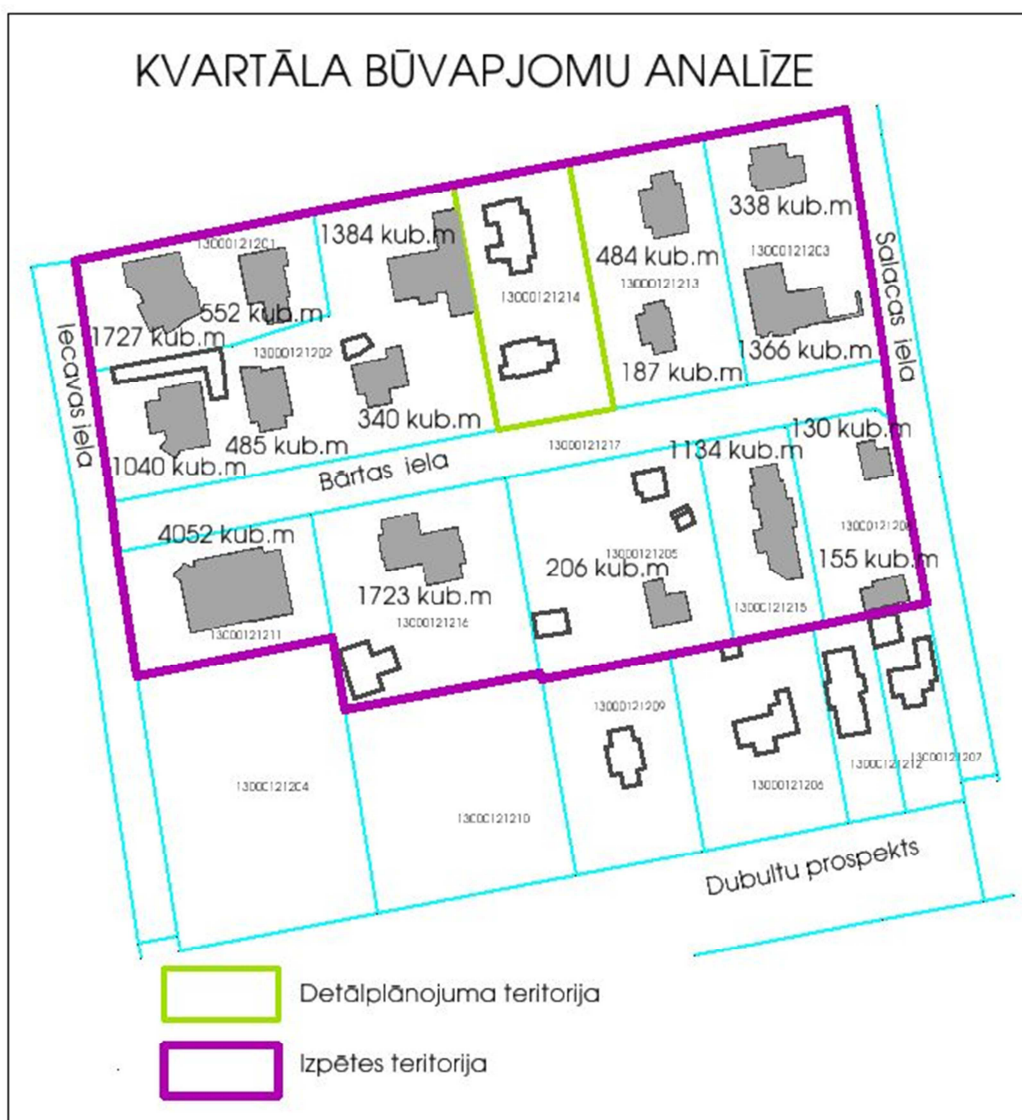 KVARTĀLA BŪVAPJOMU ANALĪZE
1384 kub.m
338 kub.m
13000121201
484 kub.m
13000121203
Salacas iela
552 kub.m
13000121214
13000121213
1727 kub.m
Iecavas iela
13000121202
1366 kub.m
187 kub.m
340 kub.m
485 kub.m
1040 kub.m
Bārtas iela
13000121217
1134 kub.m
130 kub.m
4052 kub.m
13000121205
155 kub.m
206 kub.m
1723 kub.m
13000121215
13000121216
13000121211
13000121209
13000121204
13000121206
13000121212
13000121207
13000121210
Dubultu prospekts
Detālplānojuma teritorija
Izpētes teritorija